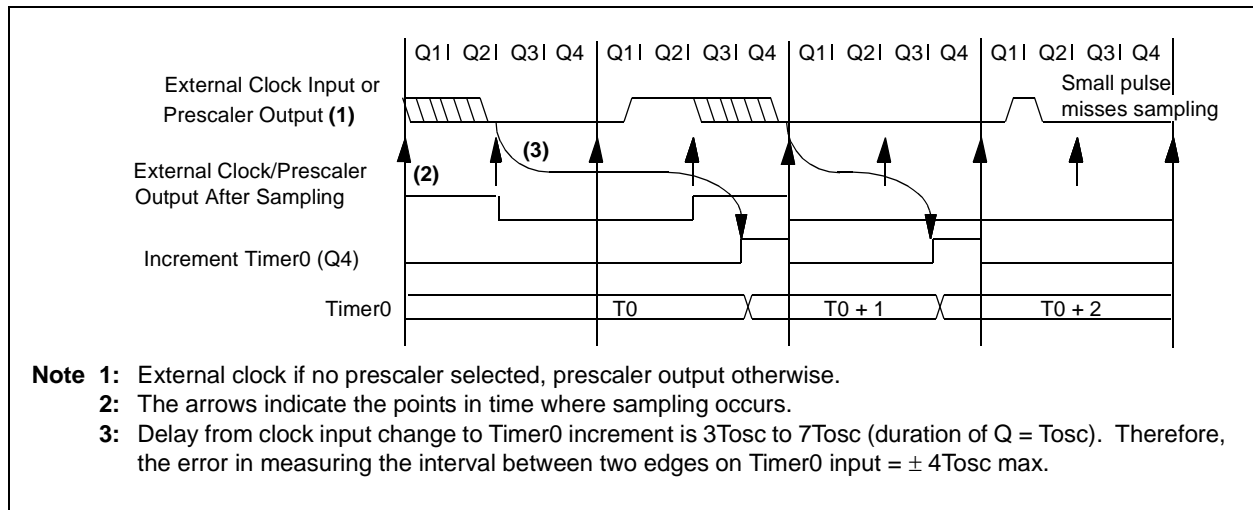 Q1 Q2 Q3 Q4 Q1 Q2 Q3 Q4 Q1 Q2 Q3 Q4 Q1 Q2 Q3 Q4
External Clock Input or
Prescaler Output (1)
Small pulse
misses sampling
(3)
External Clock/Prescaler
Output After Sampling
(2)
Increment Timer0 (Q4)
Timer0
T0 T0 + 1 T0 + 2
Note 1: External clock if no prescaler selected, prescaler output otherwise.
2: The arrows indicate the points in time where sampling occurs.
3: Delay from clock input change to Timer0 increment is 3Tosc to 7Tosc (duration of Q = Tosc). Therefore,
the error in measuring the interval between two edges on Timer0 input = ± 4Tosc max.